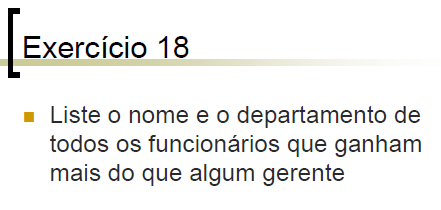 Exercício 18
Liste o nome e o departamento de
todos os funcionários que ganham
mais do que algum gerente